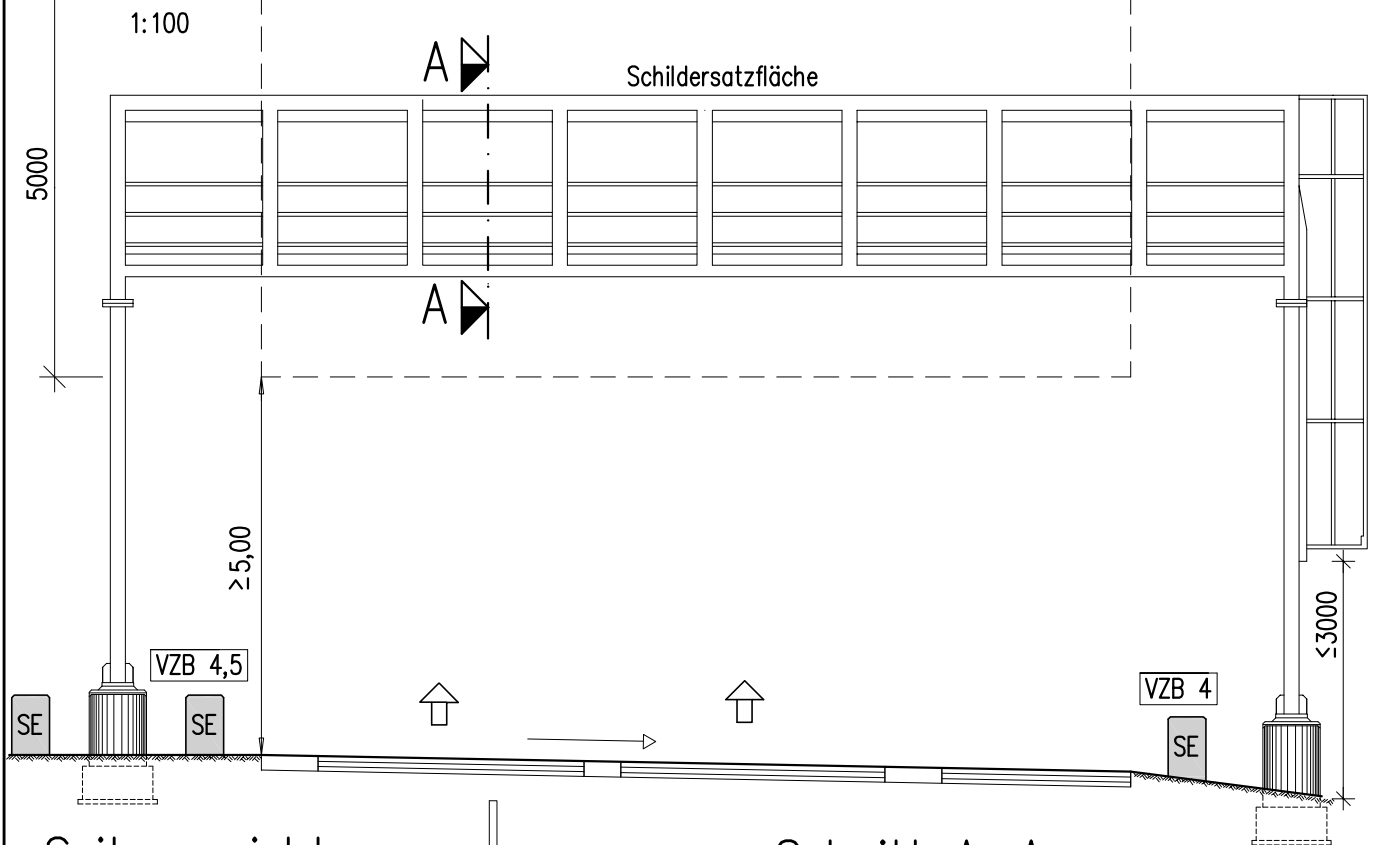 1:100
A
Schildersatzfläche
5000
A
≥5,00
≤3000
VZB 4,5
VZB 4
SE
SE
SE